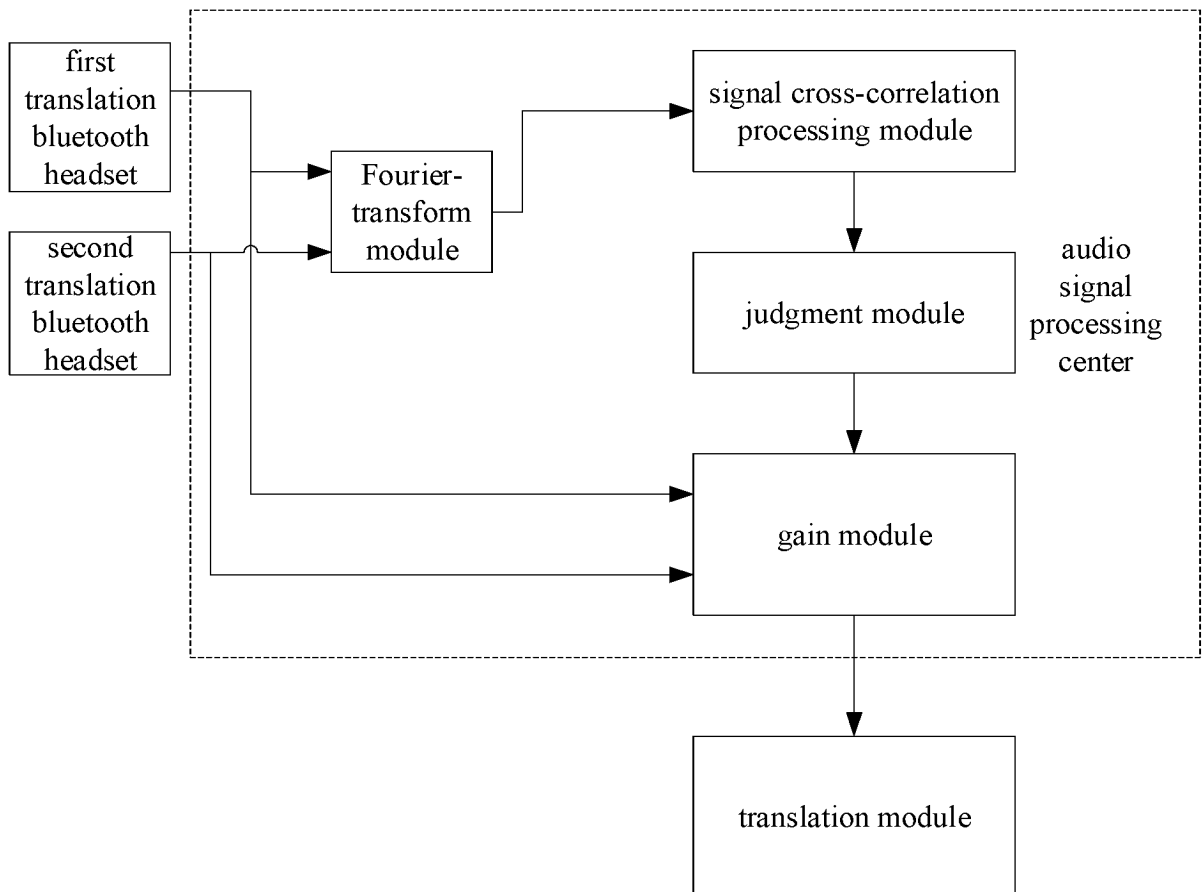 first
translation
bluetooth
headset
second
translation
bluetooth
headset
Fourier-
transform
module
signal cross-correlation
processing module
judgment module
audio
signal
processing
center
gain module
translation module